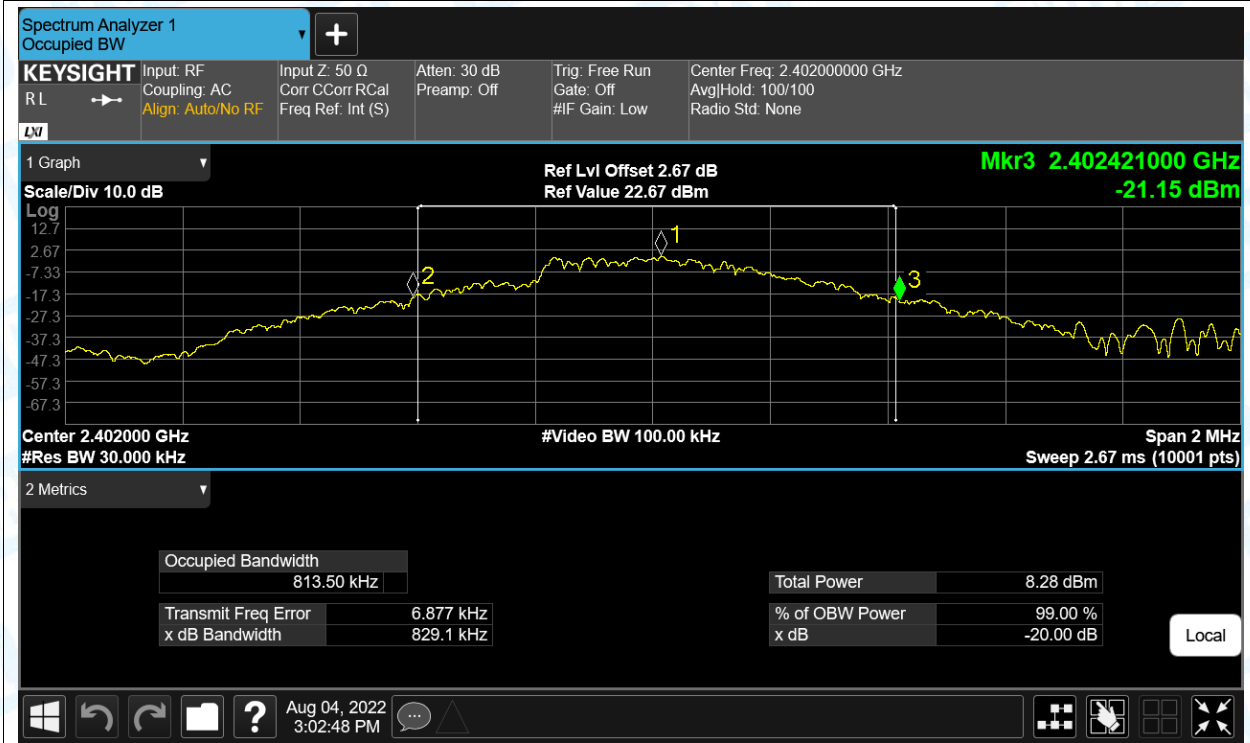 Spectrum Analyzer 1
Occupied BW
+
KEYSIGHT
R L
LXI
Input: RF
Coupling: AC
Align: Auto/No RF
Input Z: 50 Ω
Corr CCorr RCal
Freq Ref: Int (S)
Atten: 30 dB
Preamp: Off
Trig: Free Run
Gate: Off
#IF Gain: Low
Center Freq: 2.402000000 GHz
Avg|Hold: 100/100
Radio Std: None
1 Graph
Scale/Div 10.0 dB
Ref Lvl Offset 2.67 dB
Ref Value 22.67 dBm
Mkr3 2.402421000 GHz
-21.15 dBm
Log
12.7
2.67
-7.33
-17.3
-27.3
-37.3
-47.3
-57.3
-67.3
1
2
3
Center 2.402000 GHz
#Video BW 100.00 kHz
Span 2 MHz
#Res BW 30.000 kHz
Sweep 2.67 ms (10001 pts)
2 Metrics
Occupied Bandwidth
813.50 kHz
Total Power 8.28 dBm
Transmit Freq Error 6.877 kHz
% of OBW Power 99.00 %
x dB Bandwidth 829.1 kHz
x dB -20.00 dB
Local
?
Aug 04, 2022
3:02:48 PM